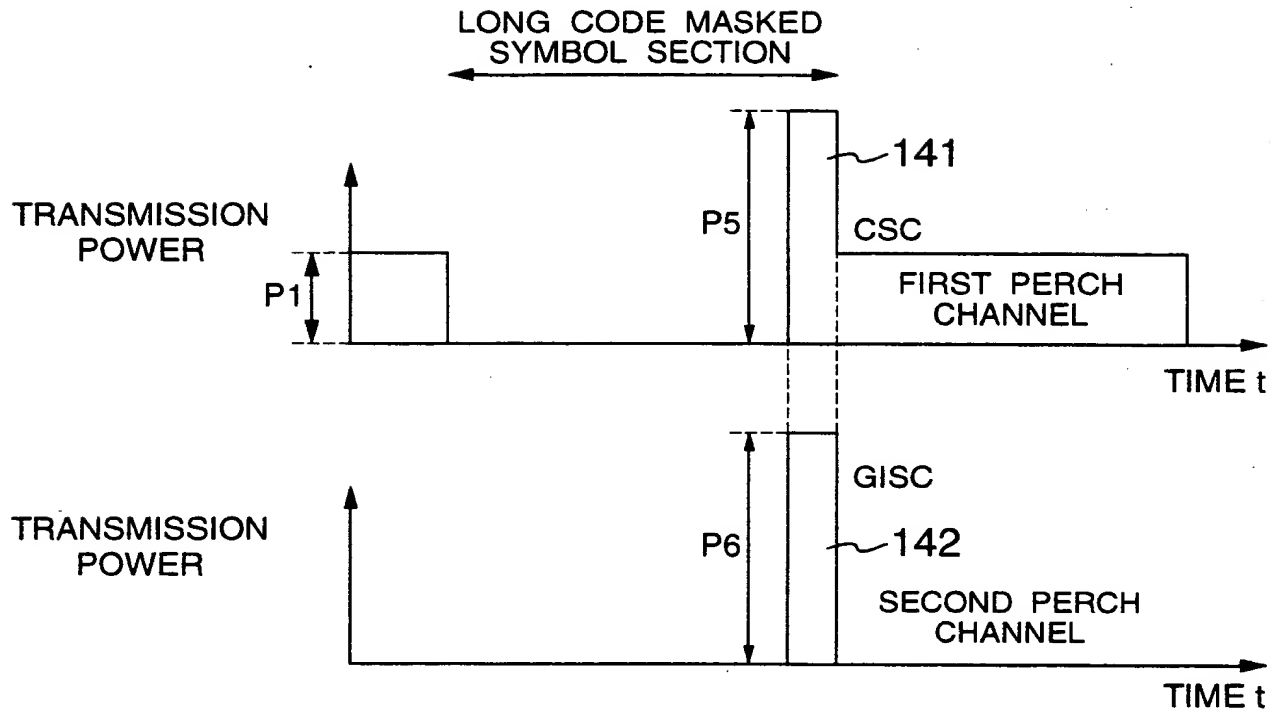 LONG CODE MASKED
SYMBOL SECTION
141
P5
TRANSMISSION
POWER
CSC
P1
FIRST PERCH
CHANNEL
TIME t
GISC
TRANSMISSION
POWER
P6
142
SECOND PERCH
CHANNEL
TIME t